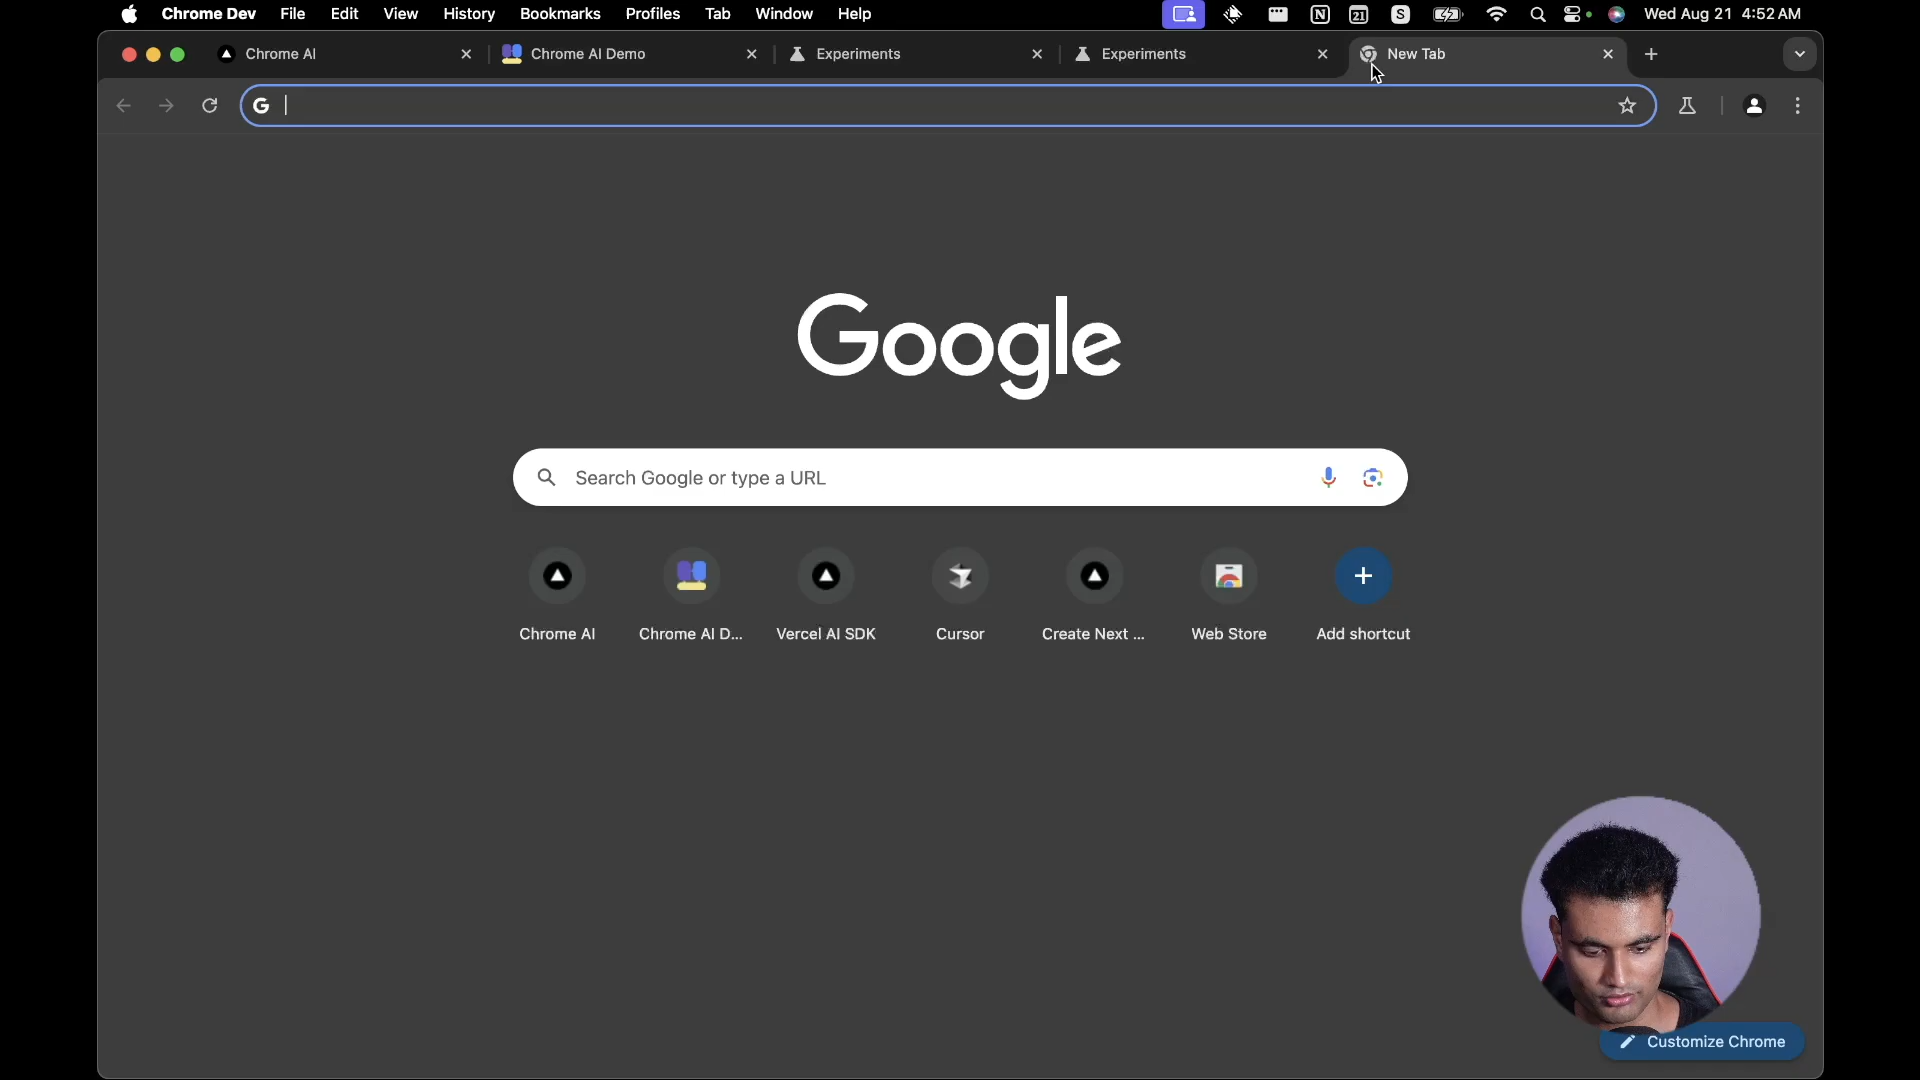 Chrome Dev File Edit View History Bookmarks Profiles Tab Window Help N 21 S Wed Aug 21 4:52 AM
Chrome AI Chrome AI Demo Experiments Experiments New Tab
G
Google
Search Google or type a URL
Chrome AI Chrome AI D... Vercel AI SDK Cursor Create Next ... Web Store Add shortcut
Customize Chrome